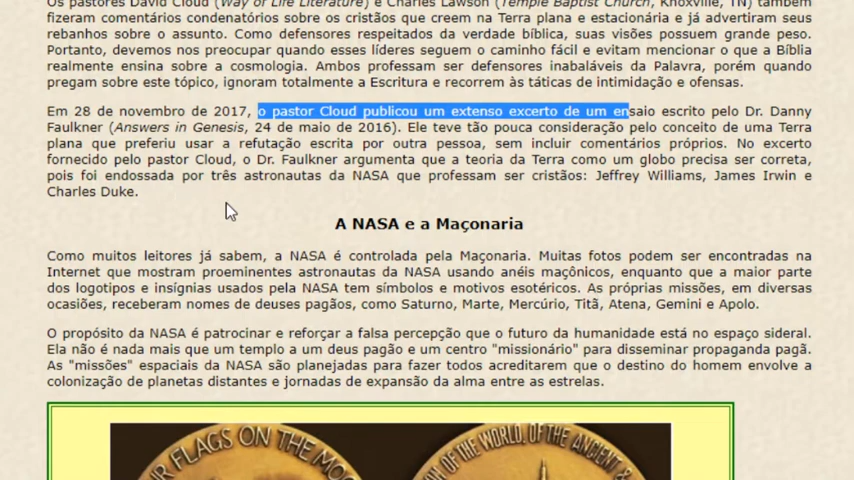 Os pastores David Cloud (Way of Life Literature) e Charles Lawson (Temple Baptist Church, Knoxville, TN) também
fizeram comentários condenatórios sobre os cristãos que creem na Terra plana e estacionária e já advertiram seus
rebanhos sobre o assunto. Como defensores respeitados da verdade bíblica, suas visões possuem grande peso.
Portanto, devemos nos preocupar quando esses líderes seguem o caminho fácil e evitam mencionar o que a Bíblia
realmente ensina sobre a cosmologia. Ambos professam ser defensores inabaláveis da Palavra, porém quando
pregam sobre este tópico, ignoram totalmente a Escritura e recorrem às táticas de intimidação e ofensas.
Em 28 de novembro de 2017, o pastor Cloud publicou um extenso excerto de um ensaio escrito pelo Dr. Danny
Faulkner (Answers in Genesis, 24 de maio de 2016). Ele teve tão pouca consideração pelo conceito de uma Terra
plana que preferiu usar a refutação escrita por outra pessoa, sem incluir comentários próprios. No excerto
fornecido pelo pastor Cloud, o Dr. Faulkner argumenta que a teoria da Terra como um globo precisa ser correta,
pois foi endossada por três astronautas da NASA que professam ser cristãos: Jeffrey Williams, James Irwin e
Charles Duke.
A NASA e a Maçonaria
Como muitos leitores já sabem, a NASA é controlada pela Maçonaria. Muitas fotos podem ser encontradas na
Internet que mostram proeminentes astronautas da NASA usando anéis maçônicos, enquanto que a maior parte
dos logotipos e insígnias usados pela NASA tem símbolos e motivos esotéricos. As próprias missões, em diversas
ocasiões, receberam nomes de deuses pagãos, como Saturno, Marte, Mercúrio, Titã, Atena, Gemini e Apolo.
O propósito da NASA é patrocinar e reforçar a falsa percepção que o futuro da humanidade está no espaço sideral.
Ela não é nada mais que um templo a um deus pagão e um centro "missionário" para disseminar propaganda pagã.
As "missões" espaciais da NASA são planejadas para fazer todos acreditarem que o destino do homem envolve a
colonização de planetas distantes e jornadas de expansão da alma entre as estrelas.
FLAGS ON THE MOO
OF THE WORLD, OF THE ANCIENT &